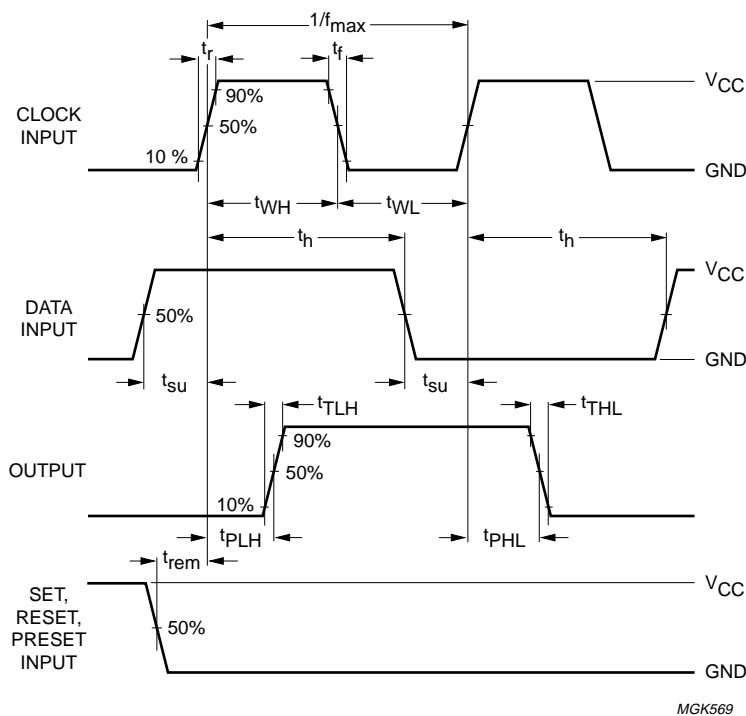 1/fmax
tr
tf
VCC
90%
CLOCK
INPUT
50%
10 %
GND
tWH
tWL
th
th
VCC
DATA
INPUT
50%
GND
tsu
tsu
tTLH
tTHL
90%
OUTPUT
50%
10%
tPLH
tPHL
trem
VCC
SET,
RESET,
PRESET
INPUT
50%
GND
MGK569